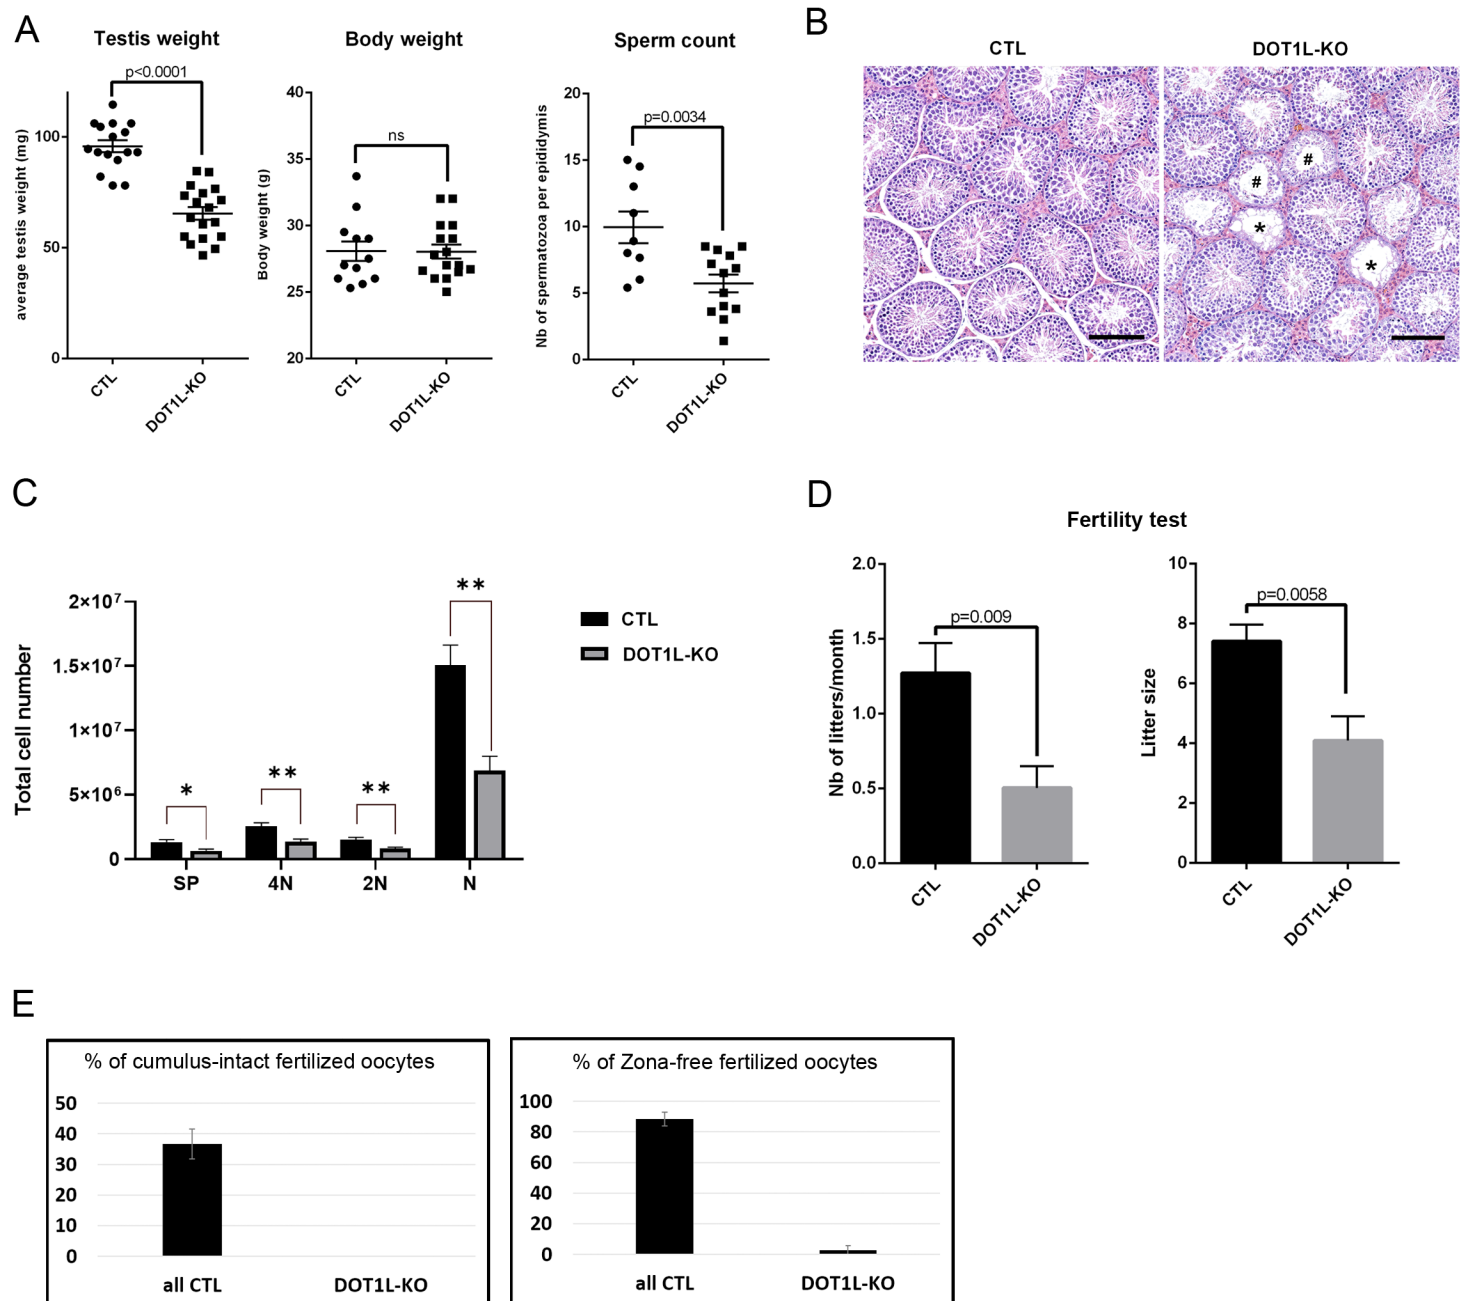 A
Testis weight
p<0.0001
average testis weight (mg)
100
50
0
CTL
DOT1L-KO
Body weight
ns
Body weight (g)
40
35
30
25
20
CTL
DOT1L-KO
Sperm count
p=0.0034
Nb of spermatozoa per epididymis
20
15
10
5
0
CTL
DOT1L-KO
B
CTL
DOT1L-KO
#
#
*
*
C
Total cell number
2×10⁷
1.5×10⁷
1×10⁷
5×10⁶
0
*
**
**
**
SP 4N 2N N
CTL
DOT1L-KO
D
Fertility test
Nb of litters/month
2.0
1.5
1.0
0.5
0.0
p=0.009
CTL
DOT1L-KO
Litter size
10
8
6
4
2
0
p=0.0058
CTL
DOT1L-KO
E
% of cumulus-intact fertilized oocytes
50
40
30
20
10
0
all CTL DOT1L-KO
% of Zona-free fertilized oocytes
100
80
60
40
20
0
all CTL DOT1L-KO